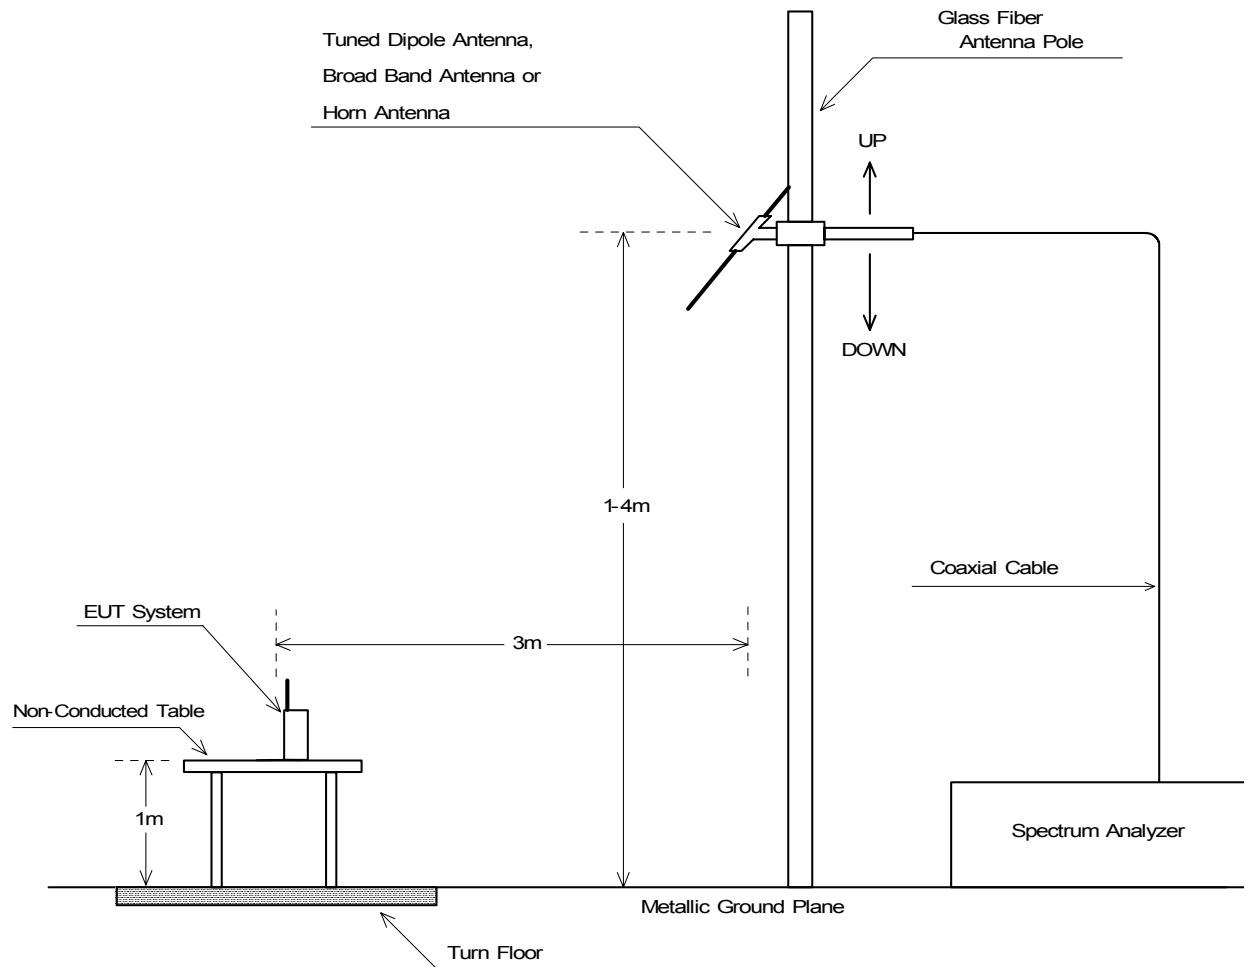 Glass Fiber
Antenna Pole
Tuned Dipole Antenna,
Broad Band Antenna or
Horn Antenna
UP
DOWN
1-4m
Coaxial Cable
EUT System
3m
Non-Conducted Table
1m
Spectrum Analyzer
Metallic Ground Plane
Turn Floor